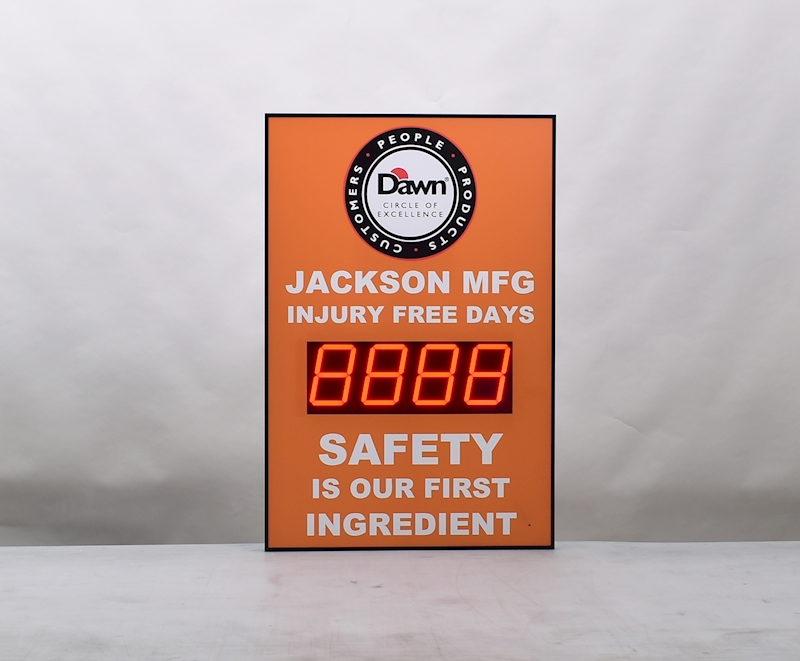 PEOPLE • PRODUCTS • CUSTOMERS •
Dawn®
CIRCLE OF
EXCELLENCE
JACKSON MFG
INJURY FREE DAYS
8888
SAFETY
IS OUR FIRST
INGREDIENT